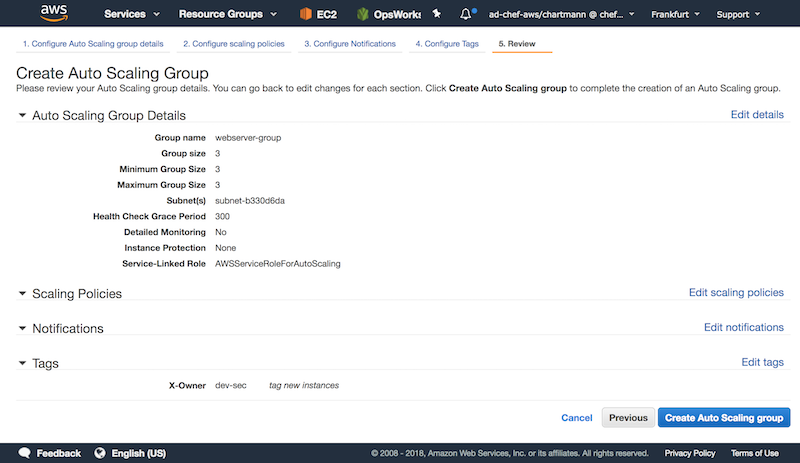 aws Services Resource Groups EC2 OpsWorks ad-chef-aws/chartmann @ chef... Frankfurt Support
1. Configure Auto Scaling group details 2. Configure scaling policies 3. Configure Notifications 4. Configure Tags 5. Review
Create Auto Scaling Group
Please review your Auto Scaling group details. You can go back to edit changes for each section. Click Create Auto Scaling group to complete the creation of an Auto Scaling group.
Auto Scaling Group Details Edit details
Group name webserver-group
Group size 3
Minimum Group Size 3
Maximum Group Size 3
Subnet(s) subnet-b330d6da
Health Check Grace Period 300
Detailed Monitoring No
Instance Protection None
Service-Linked Role AWSServiceRoleForAutoScaling
Scaling Policies Edit scaling policies
Notifications Edit notifications
Tags Edit tags
X-Owner dev-sec tag new instances
Cancel Previous Create Auto Scaling group
Feedback English (US) © 2008 - 2018, Amazon Web Services, Inc. or its affiliates. All rights reserved. Privacy Policy Terms of Use